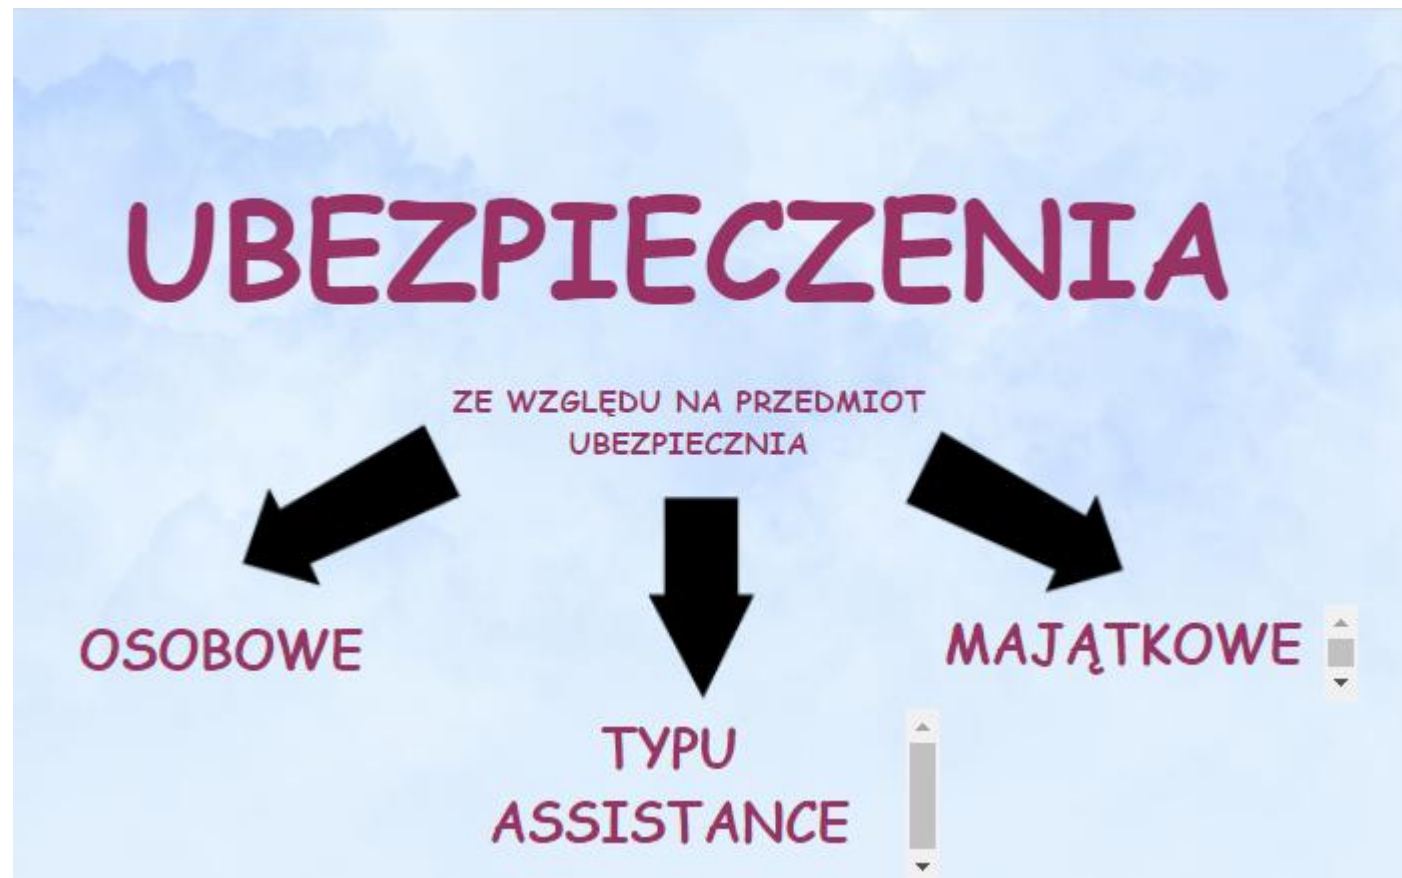 UBEZPIECZENIA
ZE WZGLĘDU NA PRZEDMIOT
UBEZPIECZNIA
OSOBOWE
MAJĄTKOWE
TYPU
ASSISTANCE